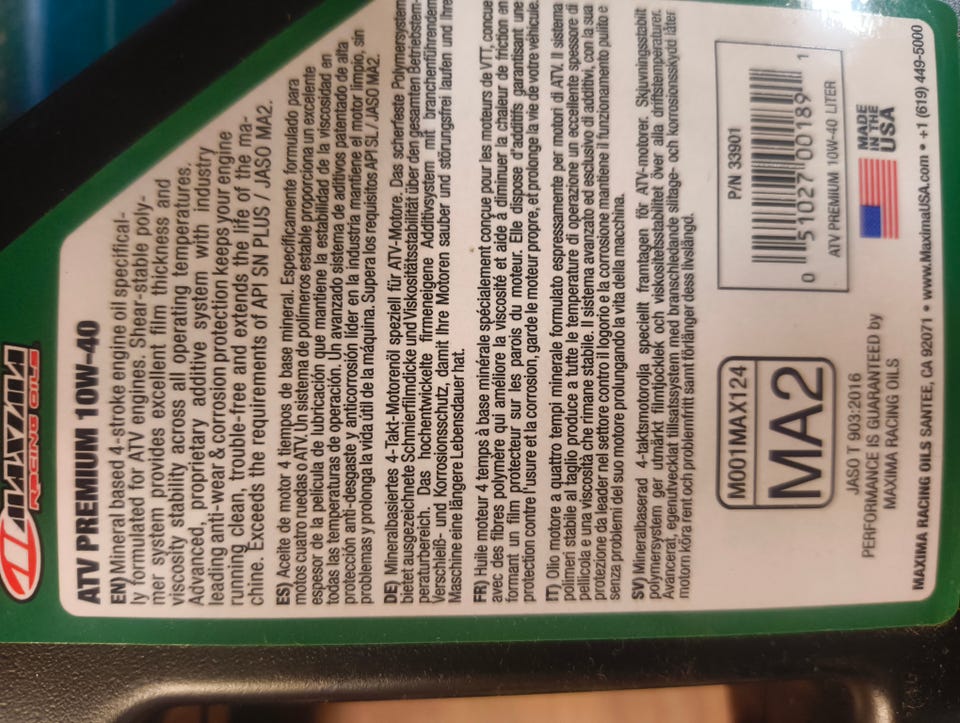 MAXIMA
RACING OILS
ATV PREMIUM 10W-40
EN) Mineral based 4-stroke engine oil specifical-
ly formulated for ATV engines. Shear-stable poly-
mer system provides excellent film thickness and
viscosity stability across all operating temperatures.
Advanced, proprietary additive system with industry
leading anti-wear & corrosion protection keeps your engine
running clean, trouble-free and extends the life of the ma-
chine. Exceeds the requirements of API SN PLUS / JASO MA2.
ES) Aceite de motor 4 tiempos de base mineral. Específicamente formulado para
motos cuatro ruedas o ATV. Un sistema de polímeros estable proporciona un excelente
espesor de la película de lubricación que mantiene la estabilidad de la viscosidad en
todas las temperaturas de operación. Un avanzado sistema de aditivos patentado de alta
protección anti-desgaste y anticorrosión líder en la industria mantiene el motor limpio, sin
problemas y prolonga la vida útil de la máquina. Supera los requisitos API SL / JASO MA2.
DE) Mineralbasiertes 4-Takt-Motorenöl speziell für ATV-Motore. Das scherfeste Polymersystem
bietet ausgezeichnete Schmierfilmdicke und Viskositätsstabilität über den gesamten Betriebstem-
peraturbereich. Das hochentwickelte firmeneigene Additivsystem mit branchenführendem
Verschleiß- und Korrosionsschutz, damit Ihre Motoren sauber und störungsfrei laufen und Ihre
Maschine eine längere Lebensdauer hat.
FR) Huile moteur 4 temps à base minérale spécialement conçue pour les moteurs de VTT, conçue
avec des fibres polymère qui améliore la viscosité et aide à diminuer la chaleur de friction en
formant un film protecteur sur les parois du moteur. Elle dispose d'additifs garantisant une
protection contre l'usure et la corrosion, garde le moteur propre, et prolonge la vie de votre véhicule.
IT) Olio motore a quattro tempi minerale formulato espressamente per motori di ATV. Il sistema
polimeri stabile al taglio produce a tutte le temperature di operazione un eccellente spessore di
pellicola e una viscosità che rimane stabile. Il sistema avanzato ed esclusivo di additivi, con la sua
protezione da leader nel settore contro il logorio e la corrosione mantiene il funzionamento pulito e
senza problemi del suo motore prolungando la vita della macchina.
SV) Mineralbaserad 4-taktsmotorolja speciellt framtagen för ATV-motorer. Skjuvningsstabilt
polymersystem ger utmärkt filmtjocklek och viskositetsstabilitet över alla driftstemperaturer.
Avancerat, egenutvecklat tillsatssystem med branschledande slitage- och korrosionsskydd låter
motorn köra rent och problemfritt samt förlänger dess livslängd.
M001MAX124
MA2
JASO T 903:2016
PERFORMANCE IS GUARANTEED by
MAXIMA RACING OILS
P/N 33901
0 51027 00189 1
ATV PREMIUM 10W-40 LITER
MADE
IN THE
USA
MAXIMA RACING OILS SANTEE, CA 92071 • www.MaximaUSA.com • +1 (619) 449-5000